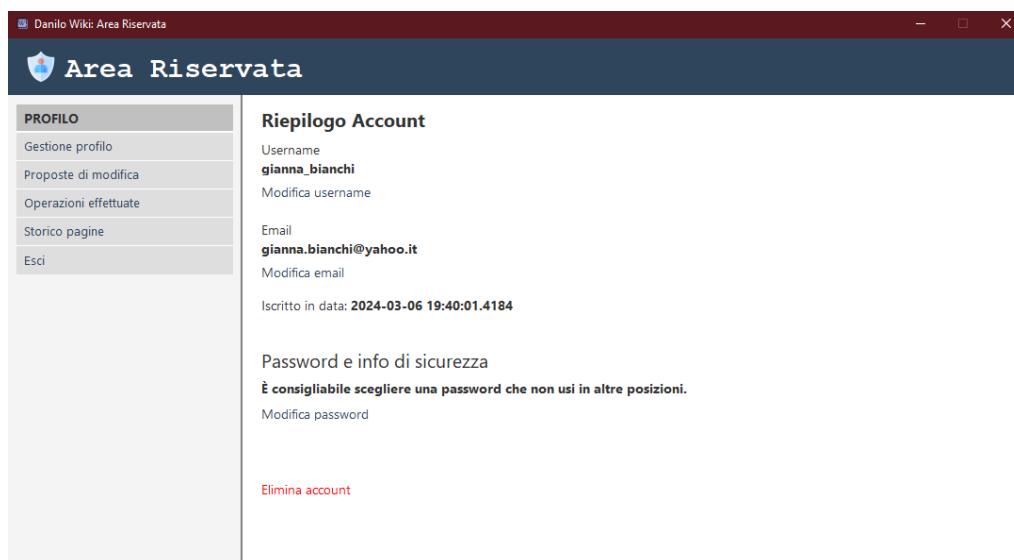 Danilo Wiki: Area Riservata
Area Riservata
PROFILO
Gestione profilo
Proposte di modifica
Operazioni effettuate
Storico pagine
Esci
Riepilogo Account
Username
gianna_bianchi
Modifica username
Email
gianna.bianchi@yahoo.it
Modifica email
Iscritto in data: 2024-03-06 19:40:01.4184
Password e info di sicurezza
È consigliabile scegliere una password che non usi in altre posizioni.
Modifica password
Elimina account